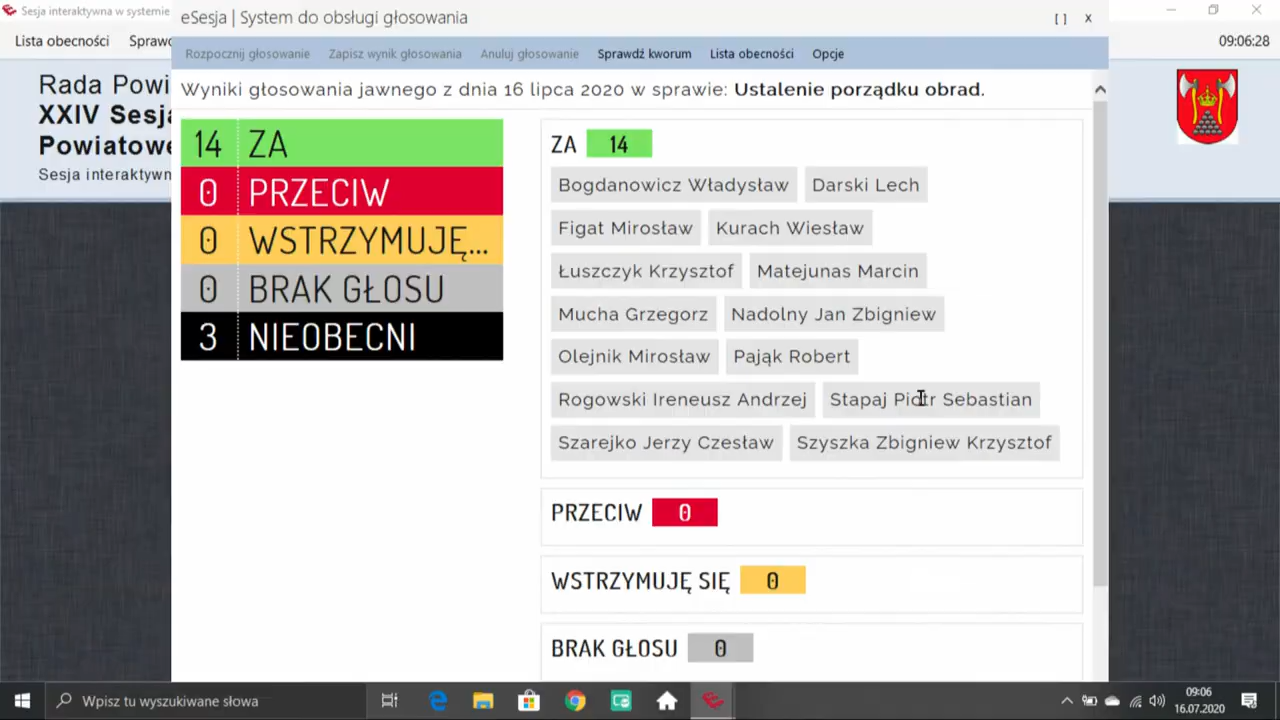 Sesja interaktywna w systemie
eSesja | System do obsługi głosowania
[ ] x
Lista obecności
Rozpocznij głosowanie Zapisz wynik głosowania Anuluj głosowanie Sprawdź kworum Lista obecności Opcje
09:06:28
Rada Powi
XXIV Sesj
Powiatowe
Sesja interaktywn
Wyniki głosowania jawnego z dnia 16 lipca 2020 w sprawie: Ustalenie porządku obrad.
14 ZA
0 PRZECIW
0 WSTRZYMUJĘ...
0 BRAK GŁOSU
3 NIEOBECNI
ZA 14
Bogdanowicz Władysław Darski Lech
Figat Mirosław Kurach Wiesław
Łuszczyk Krzysztof Matejunas Marcin
Mucha Grzegorz Nadolny Jan Zbigniew
Olejnik Mirosław Pająk Robert
Rogowski Ireneusz Andrzej Stapaj Piotr Sebastian
Szarejko Jerzy Czesław Szyszka Zbigniew Krzysztof
PRZECIW 0
WSTRZYMUJĘ SIĘ 0
BRAK GŁOSU 0
Wpisz tu wyszukiwane słowa
09:06
16.07.2020